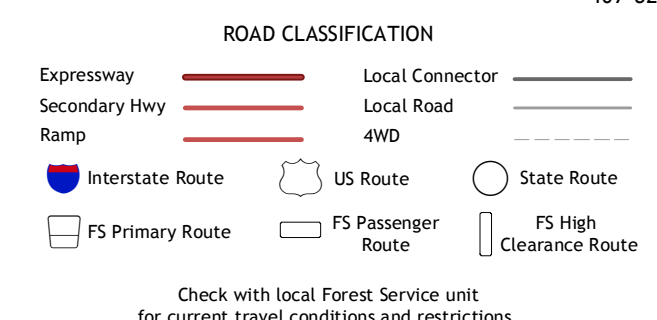 ROAD CLASSIFICATION
Expressway
Local Connector
Secondary Hwy
Local Road
Ramp
4WD
Interstate Route
US Route
State Route
FS Primary Route
FS Passenger
Route
FS High
Clearance Route
Check with local Forest Service unit
for current travel conditions and restrictions